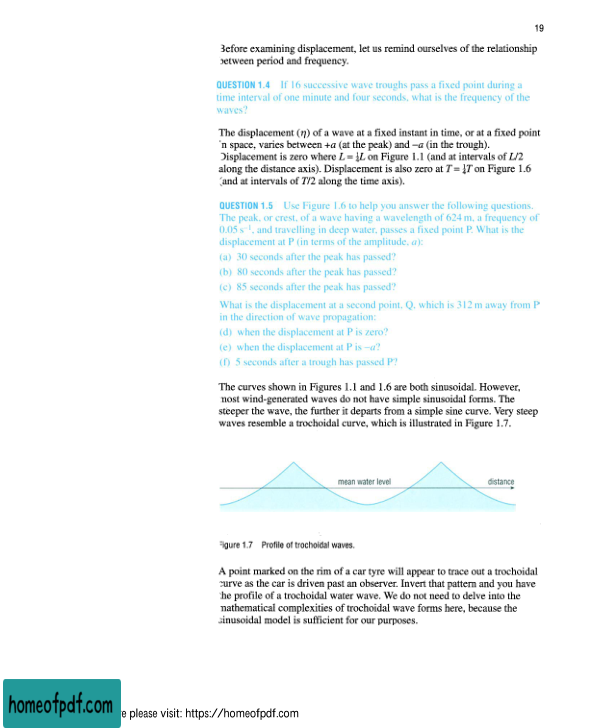 19
Before examining displacement, let us remind ourselves of the relationship
between period and frequency.
QUESTION 1.4 If 16 successive wave troughs pass a fixed point during a
time interval of one minute and four seconds, what is the frequency of the
waves?
The displacement (η) of a wave at a fixed instant in time, or at a fixed point
in space, varies between +a (at the peak) and –a (in the trough).
Displacement is zero where L = ¼L on Figure 1.1 (and at intervals of L/2
along the distance axis). Displacement is also zero at T = ¼T on Figure 1.6
(and at intervals of T/2 along the time axis).
QUESTION 1.5 Use Figure 1.6 to help you answer the following questions.
The peak, or crest, of a wave having a wavelength of 624 m, a frequency of
0.05 s⁻¹, and travelling in deep water, passes a fixed point P. What is the
displacement at P (in terms of the amplitude, a):
(a) 30 seconds after the peak has passed?
(b) 80 seconds after the peak has passed?
(c) 85 seconds after the peak has passed?
What is the displacement at a second point, Q, which is 312 m away from P
in the direction of wave propagation:
(d) when the displacement at P is zero?
(e) when the displacement at P is –a?
(f) 5 seconds after a trough has passed P?
The curves shown in Figures 1.1 and 1.6 are both sinusoidal. However,
most wind-generated waves do not have simple sinusoidal forms. The
steeper the wave, the further it departs from a simple sine curve. Very steep
waves resemble a trochoidal curve, which is illustrated in Figure 1.7.
mean water level distance
Figure 1.7 Profile of trochoidal waves.
A point marked on the rim of a car tyre will appear to trace out a trochoidal
curve as the car is driven past an observer. Invert that pattern and you have
the profile of a trochoidal water wave. We do not need to delve into the
mathematical complexities of trochoidal wave forms here, because the
sinusoidal model is sufficient for our purposes.
homeofpdf.com
e please visit: https://homeofpdf.com